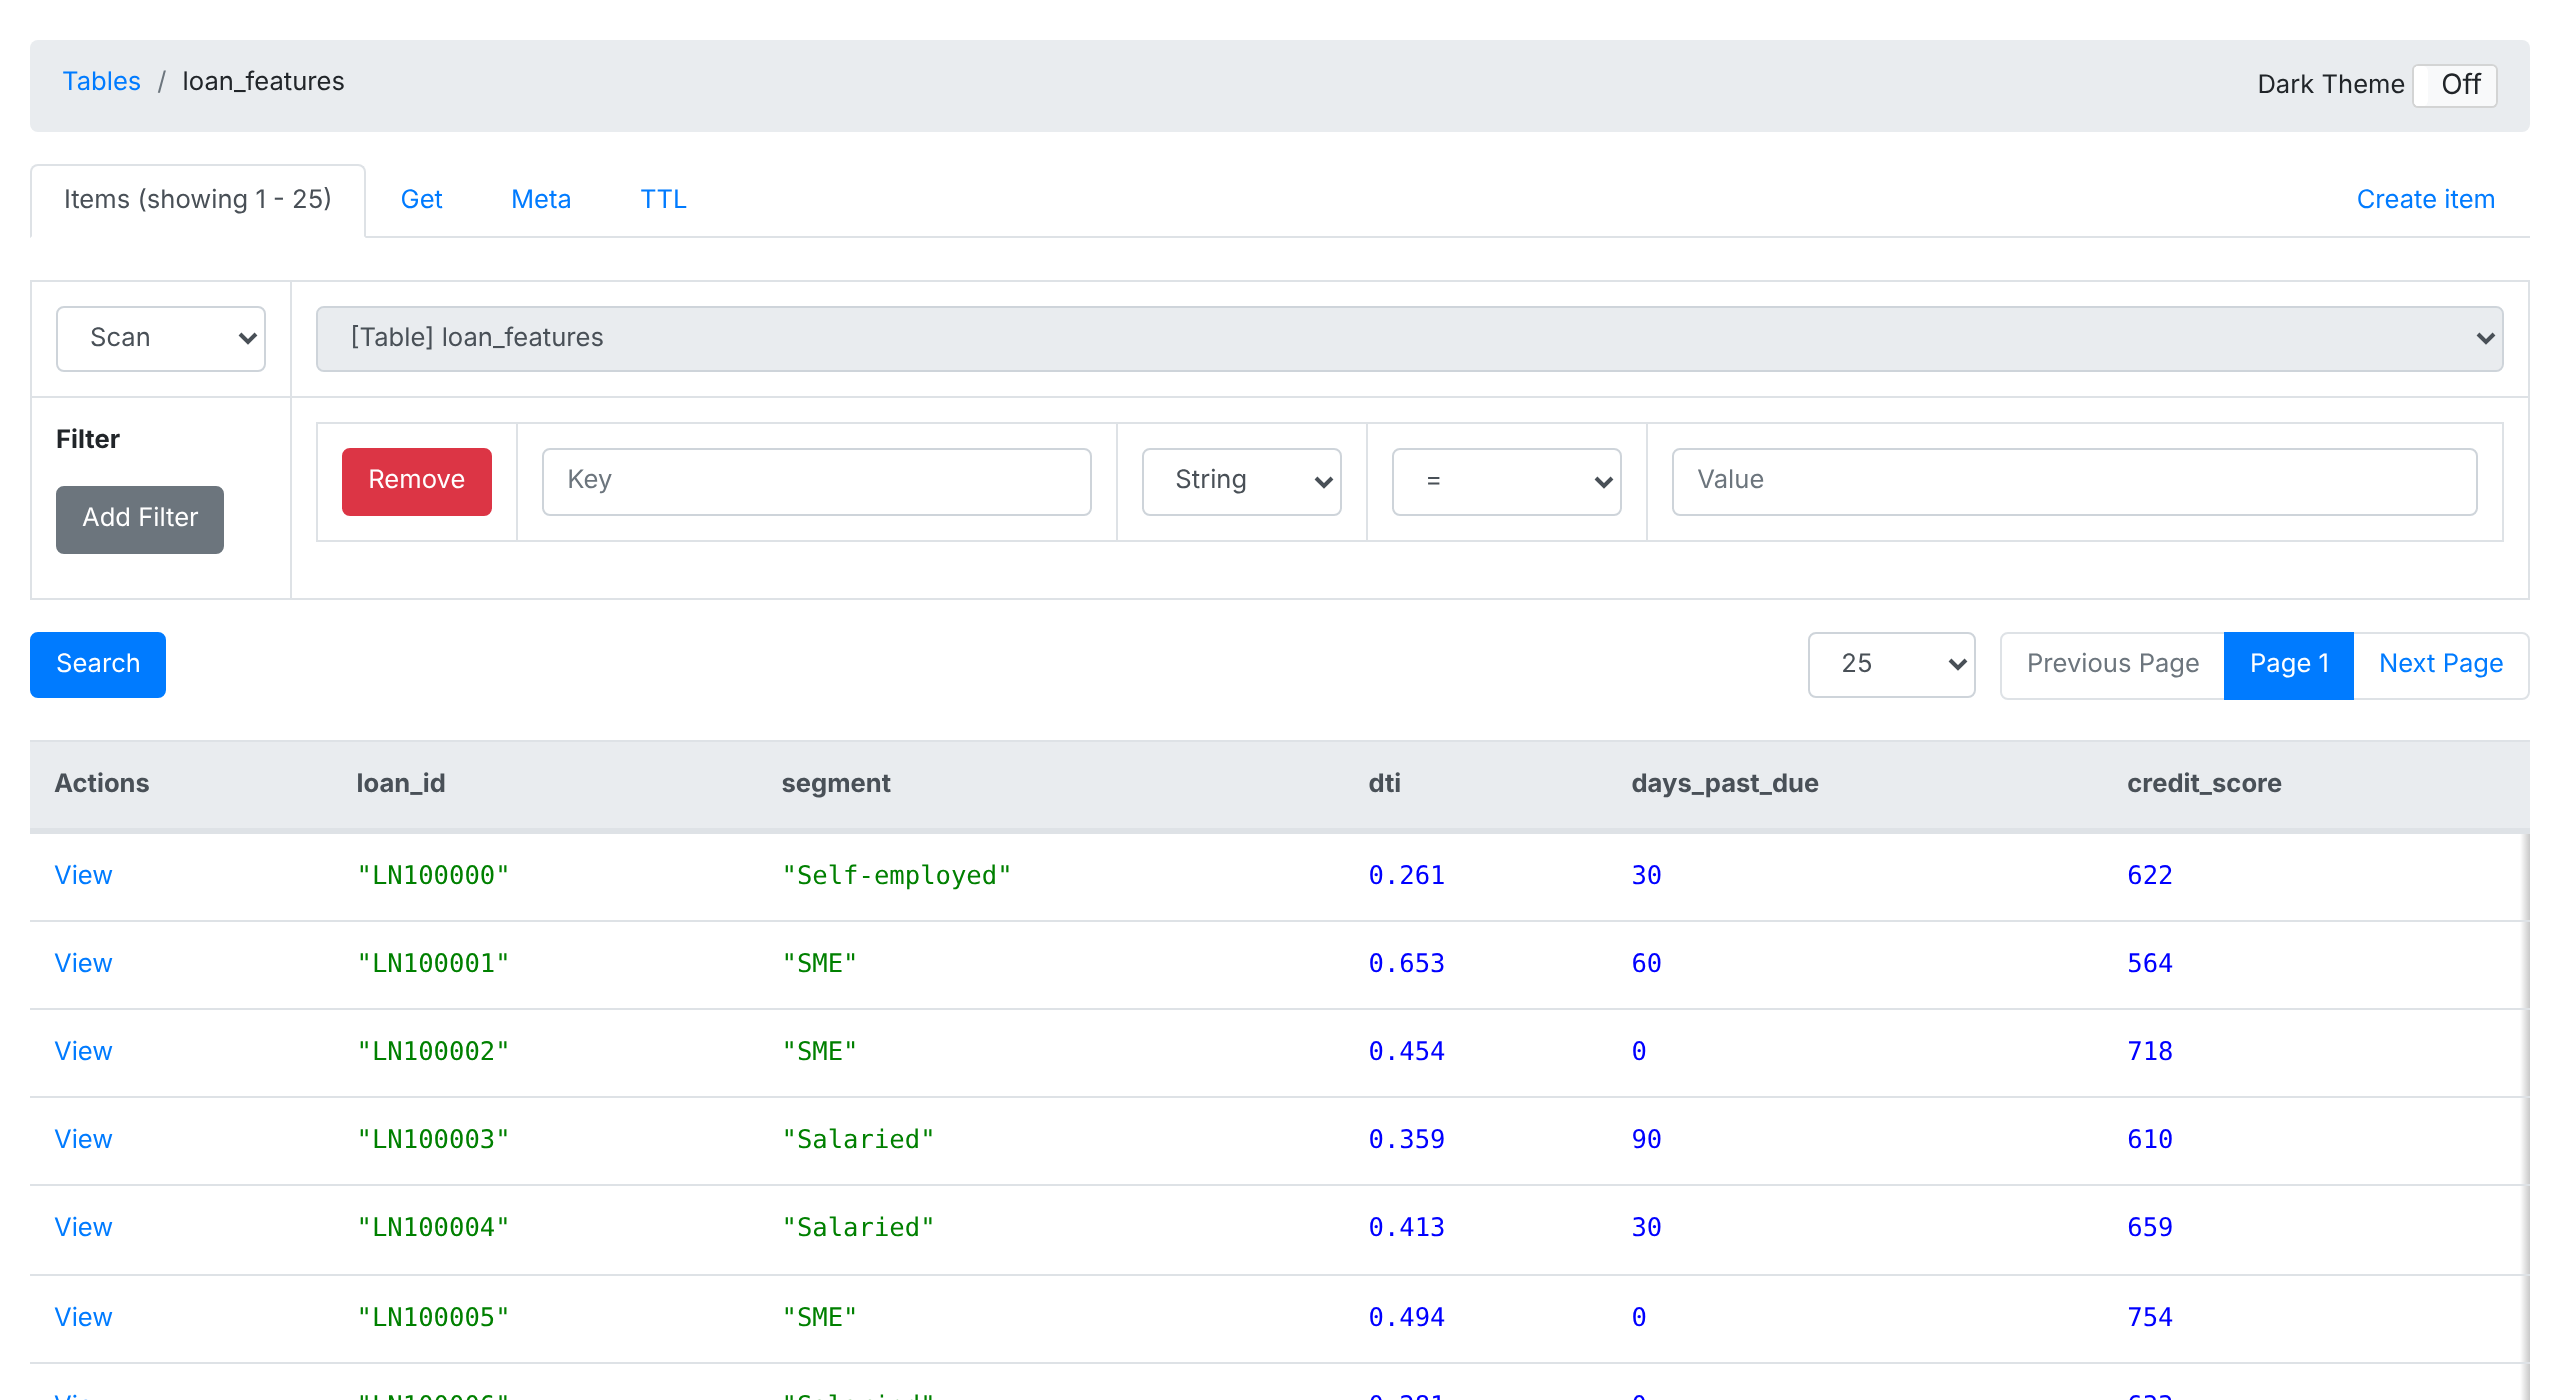 Tables / loan_features
Dark Theme Off
Items (showing 1 - 25) Get Meta TTL Create item
Scan [Table] loan_features
Filter
Add Filter
Remove Key String = Value
Search 25 Previous Page Page 1 Next Page
Actions loan_id segment dti days_past_due credit_score
View "LN100000" "Self-employed" 0.261 30 622
View "LN100001" "SME" 0.653 60 564
View "LN100002" "SME" 0.454 0 718
View "LN100003" "Salaried" 0.359 90 610
View "LN100004" "Salaried" 0.413 30 659
View "LN100005" "SME" 0.494 0 754